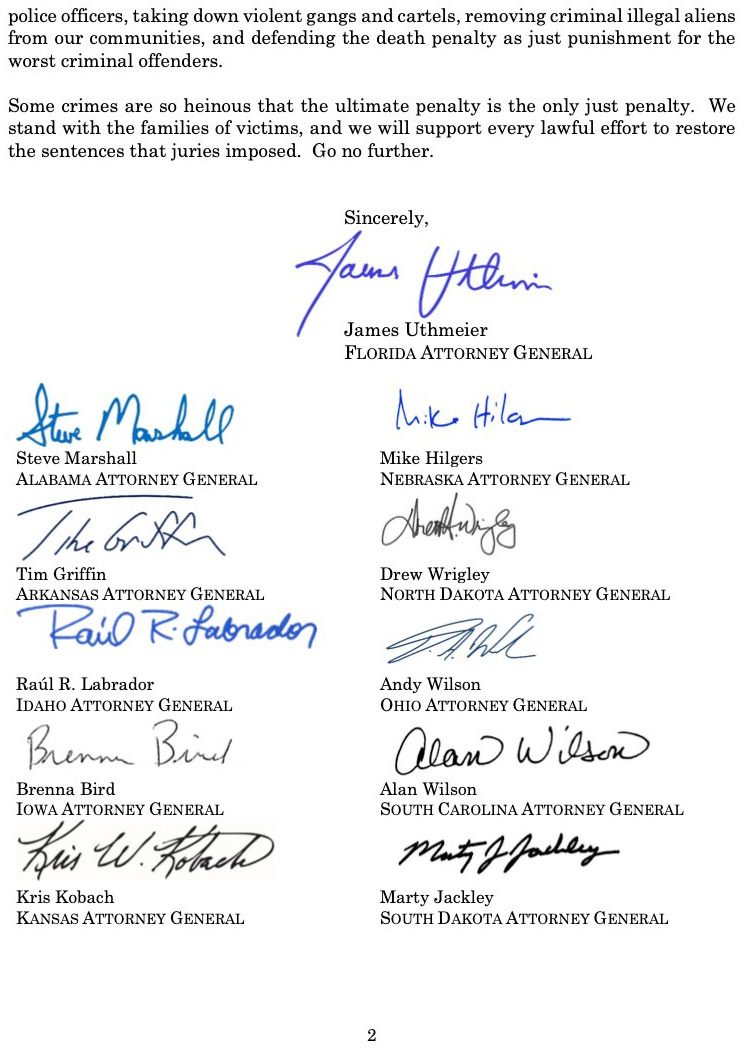 police officers, taking down violent gangs and cartels, removing criminal illegal aliens
from our communities, and defending the death penalty as just punishment for the
worst criminal offenders.
Some crimes are so heinous that the ultimate penalty is the only just penalty. We
stand with the families of victims, and we will support every lawful effort to restore
the sentences that juries imposed. Go no further.
Sincerely,
James Uthmeier
James Uthmeier
FLORIDA ATTORNEY GENERAL
Steve Marshall
Steve Marshall
ALABAMA ATTORNEY GENERAL
Tim Griffin
Tim Griffin
ARKANSAS ATTORNEY GENERAL
Raúl R. Labrador
Raúl R. Labrador
IDAHO ATTORNEY GENERAL
Brenna Bird
Brenna Bird
IOWA ATTORNEY GENERAL
Kris W. Kobach
Kris Kobach
KANSAS ATTORNEY GENERAL
Mike
Mike Hilgers
NEBRASKA ATTORNEY GENERAL
Drew H. Wrigley
Drew Wrigley
NORTH DAKOTA ATTORNEY GENERAL
Andy Wilson
OHIO ATTORNEY GENERAL
Alan Wilson
Alan Wilson
SOUTH CAROLINA ATTORNEY GENERAL
Marty J Jackley
Marty Jackley
SOUTH DAKOTA ATTORNEY GENERAL
2